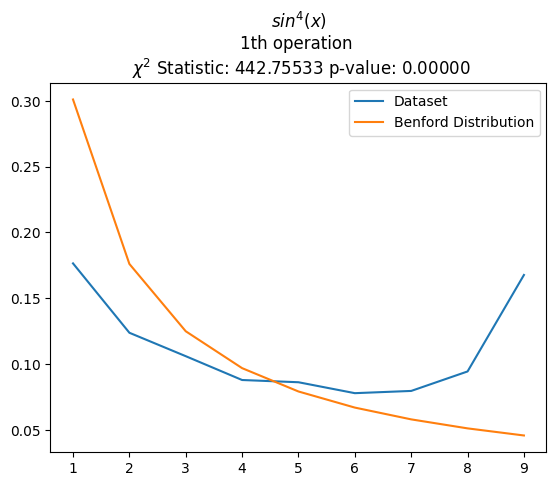 sin⁴(x)
1th operation
χ² Statistic: 442.75533 p-value: 0.00000
Dataset
Benford Distribution
0.30
0.25
0.20
0.15
0.10
0.05
1 2 3 4 5 6 7 8 9